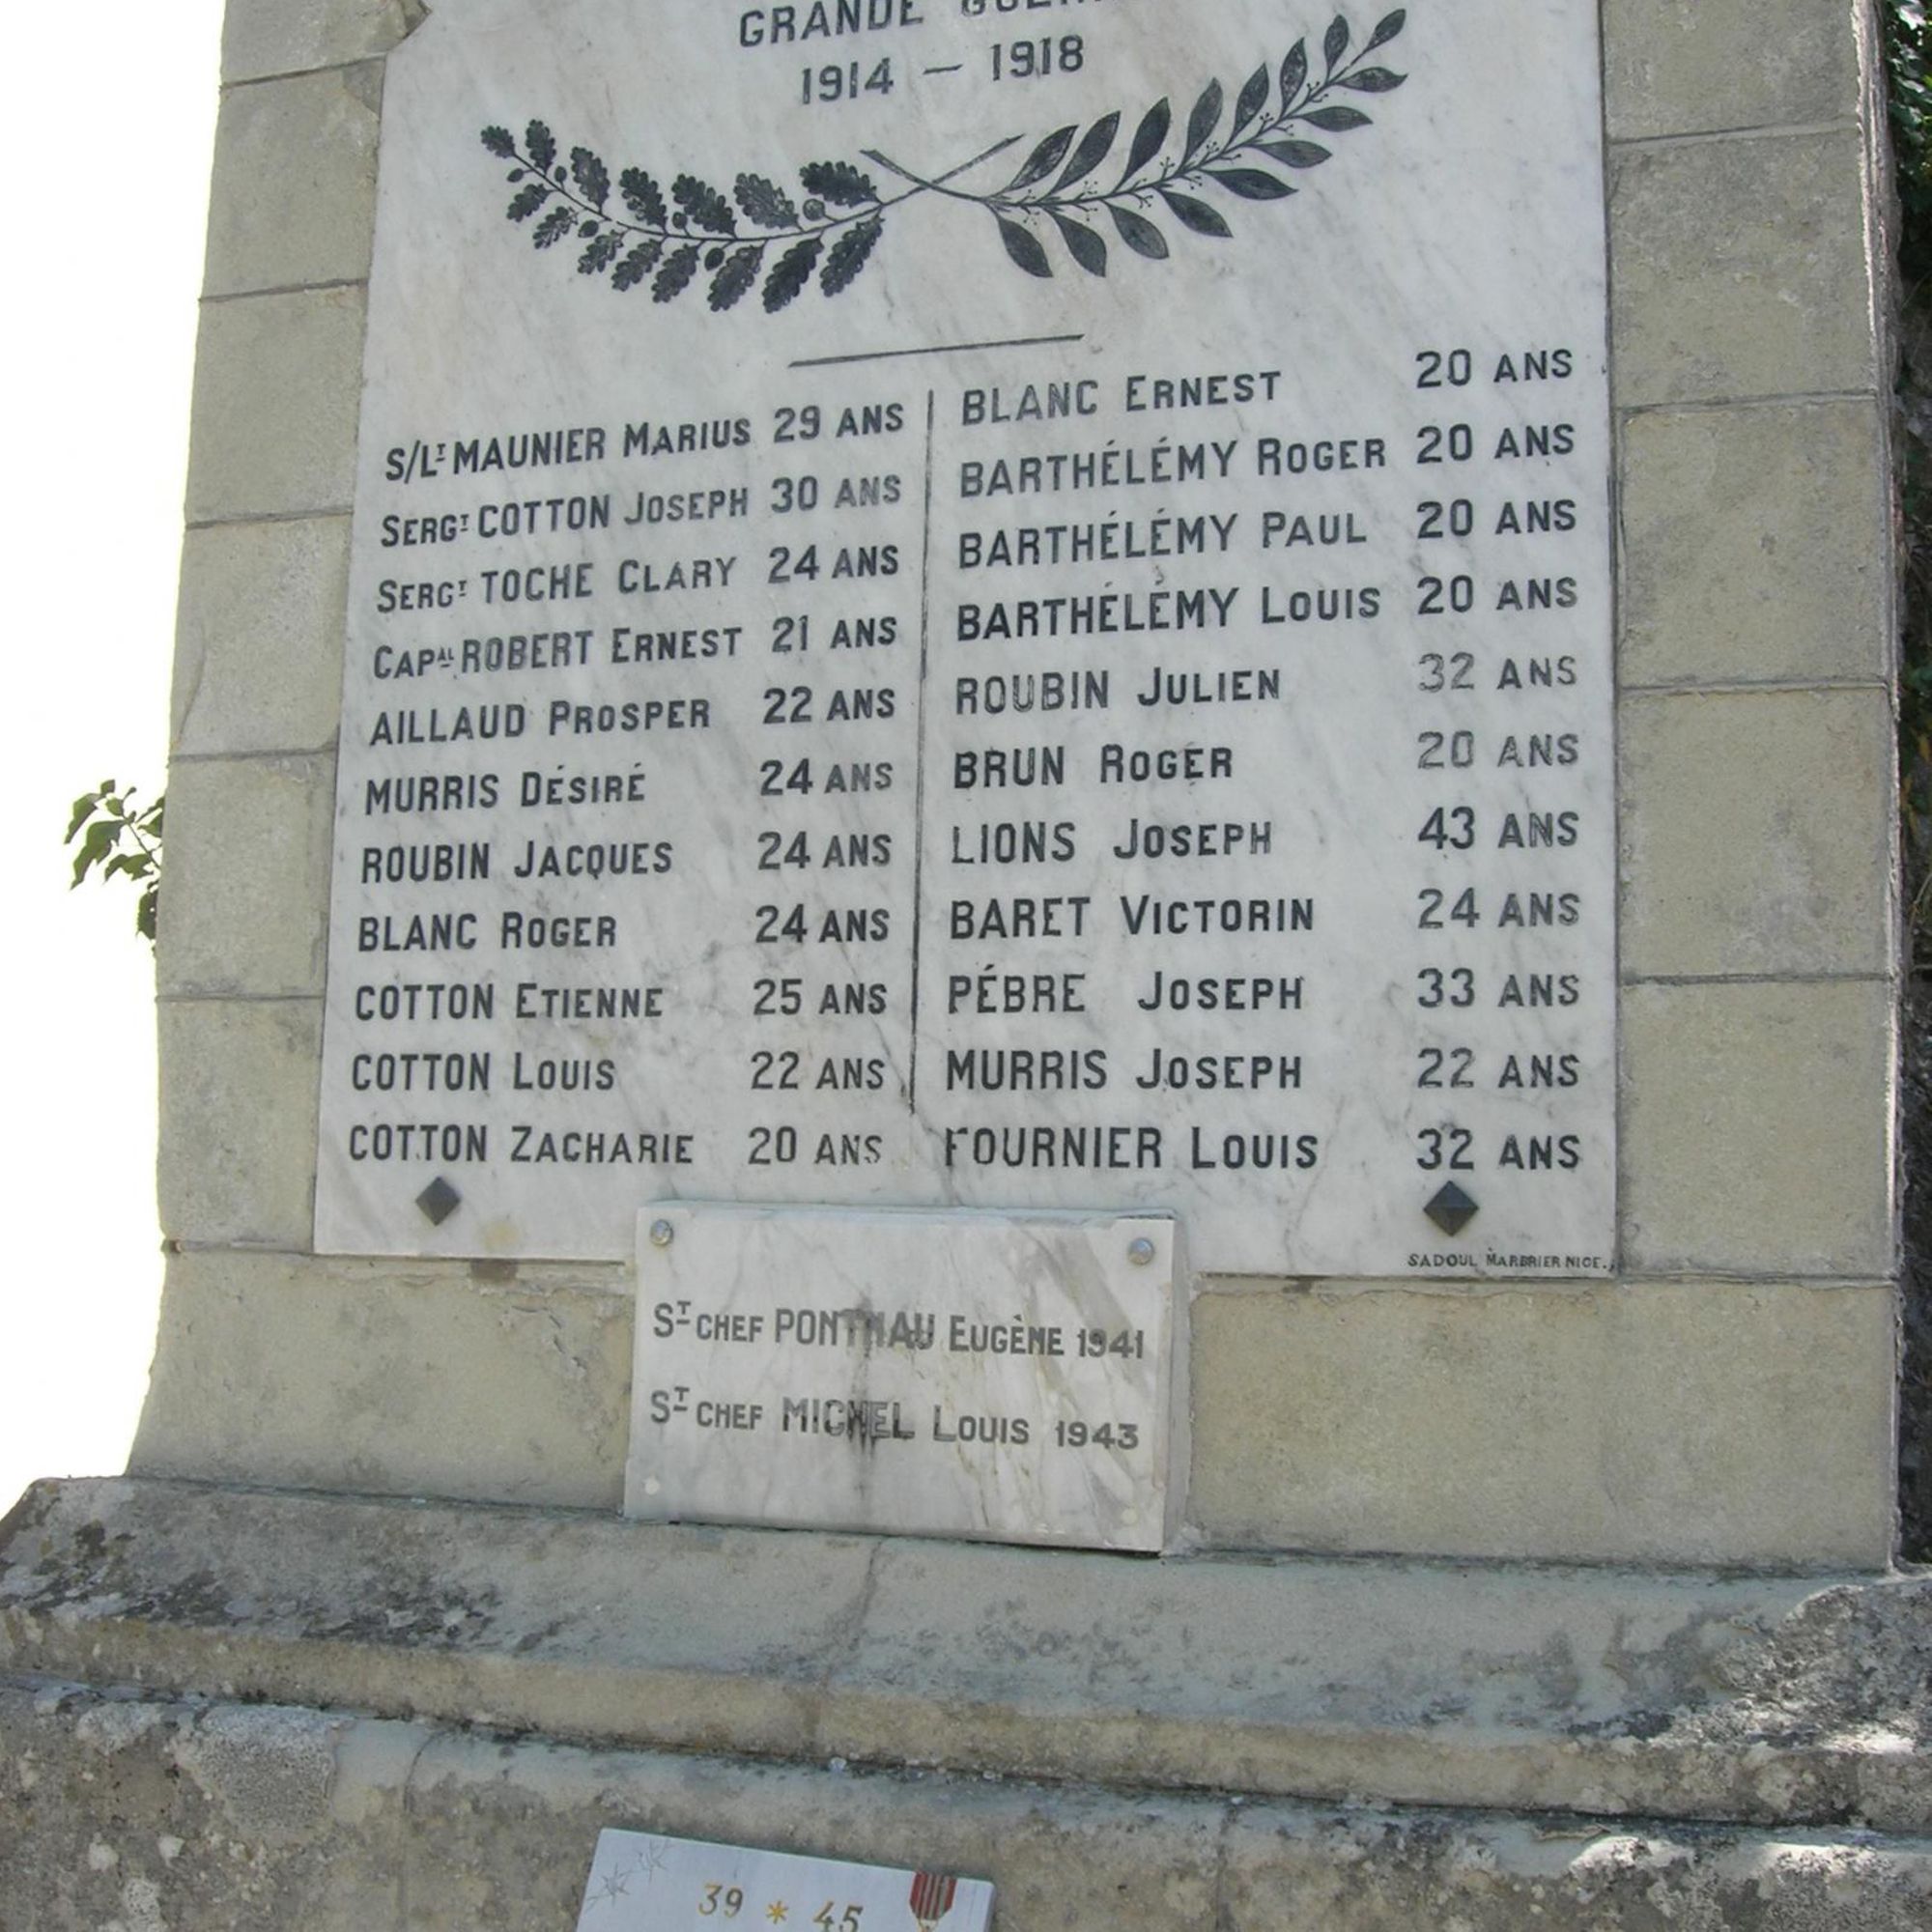 GRANDE
1914 – 1918
S/Lᵀ MAUNIER MARIUS 29 ANS
SERGᵀ COTTON JOSEPH 30 ANS
SERGᵀ TOCHE CLARY 24 ANS
CAPᴬᴸ ROBERT ERNEST 21 ANS
AILLAUD PROSPER 22 ANS
MURRIS DÉSIRÉ 24 ANS
ROUBIN JACQUES 24 ANS
BLANC ROGER 24 ANS
COTTON ETIENNE 25 ANS
COTTON LOUIS 22 ANS
COTTON ZACHARIE 20 ANS
BLANC ERNEST 20 ANS
BARTHÉLÉMY ROGER 20 ANS
BARTHÉLÉMY PAUL 20 ANS
BARTHÉLÉMY LOUIS 20 ANS
ROUBIN JULIEN 32 ANS
BRUN ROGER 20 ANS
LIONS JOSEPH 43 ANS
BARET VICTORIN 24 ANS
PÉBRE JOSEPH 33 ANS
MURRIS JOSEPH 22 ANS
FOURNIER LOUIS 32 ANS
SADOUL MARBRIER NICE.
Sᵀ CHEF PONTHAU EUGÈNE 1941
Sᵀ CHEF MICHEL LOUIS 1943
39 * 45